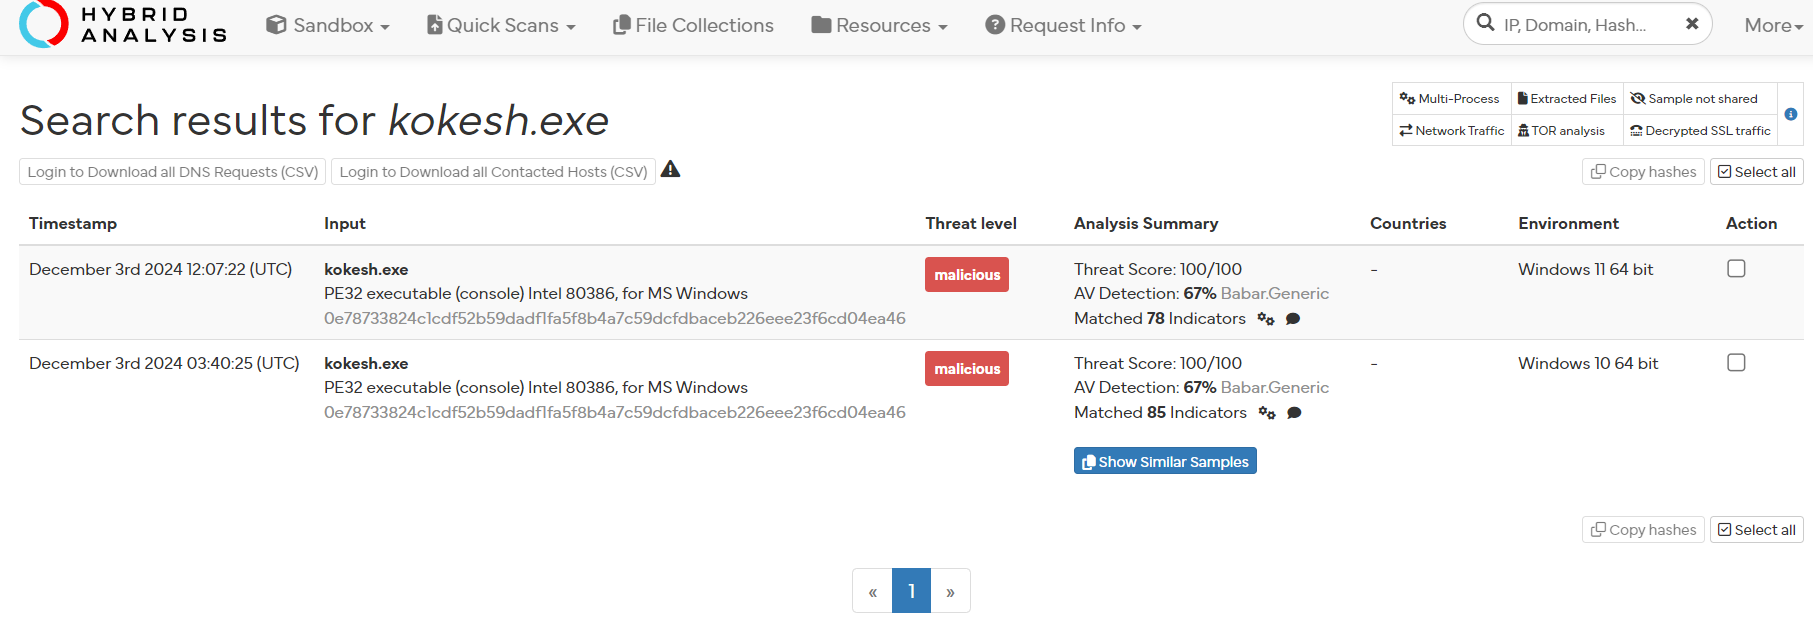 HYBRID ANALYSIS
Sandbox
Quick Scans
File Collections
Resources
Request Info
IP, Domain, Hash...
More
Search results for kokesh.exe
Multi-Process
Extracted Files
Sample not shared
Network Traffic
TOR analysis
Decrypted SSL traffic
Login to Download all DNS Requests (CSV)
Login to Download all Contacted Hosts (CSV)
Copy hashes
Select all
Timestamp Input Threat level Analysis Summary Countries Environment Action
December 3rd 2024 12:07:22 (UTC)
kokesh.exe
PE32 executable (console) Intel 80386, for MS Windows
0e78733824c1cdf52b59dadf1fa5f8b4a7c59dcfdbaceb226eee23f6cd04ea46
malicious
Threat Score: 100/100
AV Detection: 67% Babar.Generic
Matched 78 Indicators
-
Windows 11 64 bit
December 3rd 2024 03:40:25 (UTC)
kokesh.exe
PE32 executable (console) Intel 80386, for MS Windows
0e78733824c1cdf52b59dadf1fa5f8b4a7c59dcfdbaceb226eee23f6cd04ea46
malicious
Threat Score: 100/100
AV Detection: 67% Babar.Generic
Matched 85 Indicators
-
Windows 10 64 bit
Show Similar Samples
Copy hashes
Select all
« 1 »